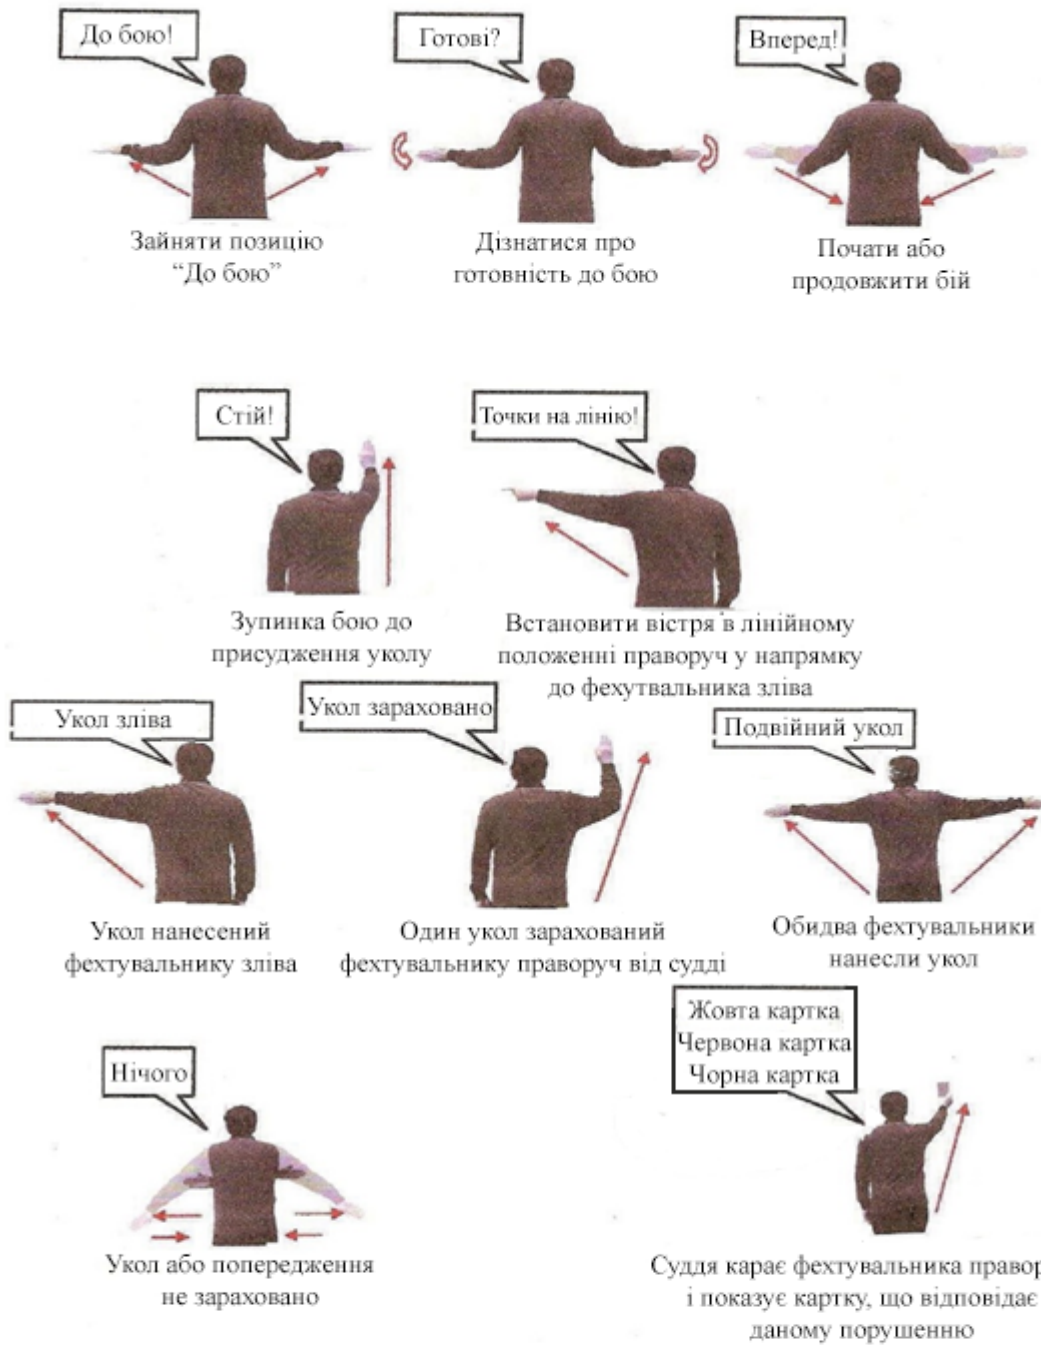 До бою!
Готові?
Вперед!
Зайняти позицію
“До бою”
Дізнатися про
готовність до бою
Почати або
продовжити бій
Стій!
Точки на лінію!
Зупинка бою до
присудження уколу
Встановити вістря в лінійному
положенні праворуч у напрямку
до фехутвальника зліва
Укол зліва
Укол зараховано
Подвійний укол
Укол нанесений
фехтувальнику зліва
Один укол зарахований
фехтувальнику праворуч від судді
Обидва фехтувальники
нанесли укол
Нічого
Жовта картка
Червона картка
Чорна картка
Укол або попередження
не зараховано
Суддя карає фехтувальника правор
і показує картку, що відповідає
даному порушенню